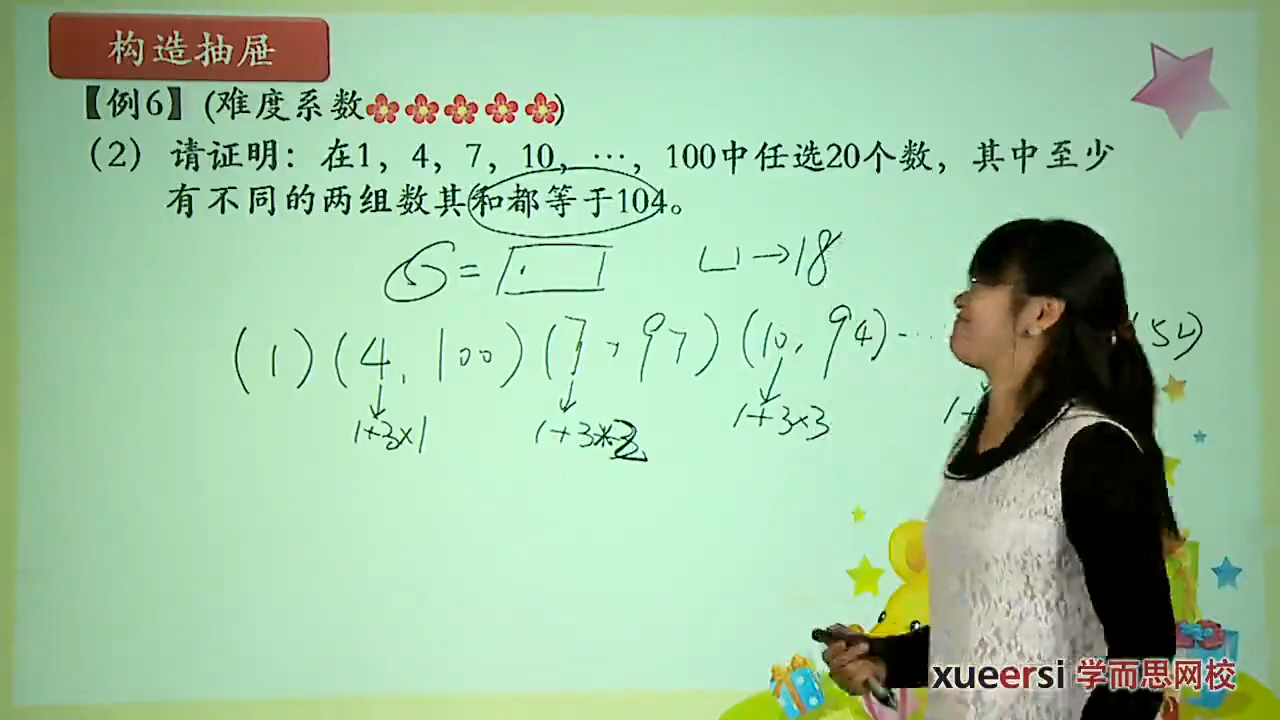 构造抽屉
【例6】(难度系数)
（2）请证明：在1，4，7，10，…，100中任选20个数，其中至少
有不同的两组数其和都等于104。
→18
(1)(4,100)(7,97)(10,94)…
1+3×1
1+3×2
1+3×3
xueersi 学而思网校